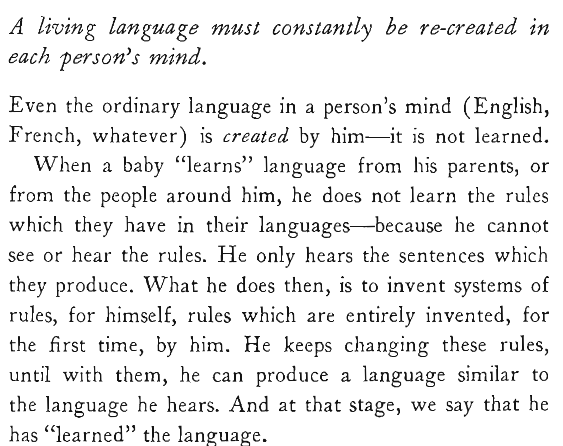 A living language must constantly be re-created in
each person's mind.
Even the ordinary language in a person's mind (English,
French, whatever) is created by him—it is not learned.
When a baby “learns” language from his parents, or
from the people around him, he does not learn the rules
which they have in their languages—because he cannot
see or hear the rules. He only hears the sentences which
they produce. What he does then, is to invent systems of
rules, for himself, rules which are entirely invented, for
the first time, by him. He keeps changing these rules,
until with them, he can produce a language similar to
the language he hears. And at that stage, we say that he
has “learned” the language.